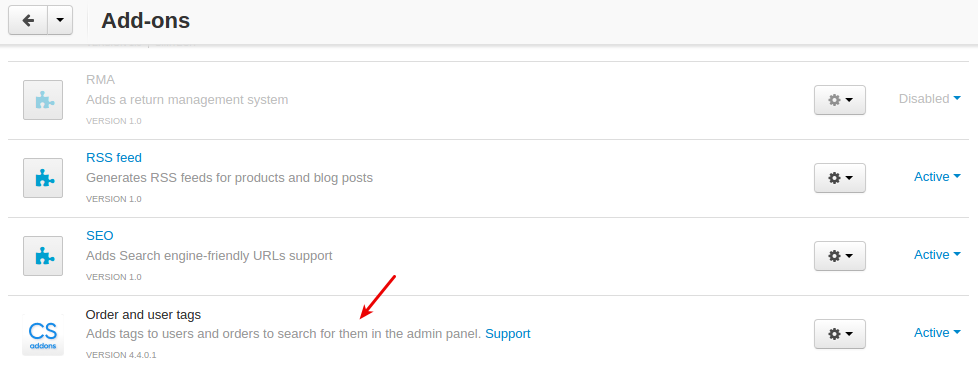 Add-ons
RMA
Adds a return management system
VERSION 1.0
Disabled
RSS feed
Generates RSS feeds for products and blog posts
VERSION 1.0
Active
SEO
Adds Search engine-friendly URLs support
VERSION 1.0
Active
CS
addons
Order and user tags
Adds tags to users and orders to search for them in the admin panel. Support
VERSION 4.4.0.1
Active